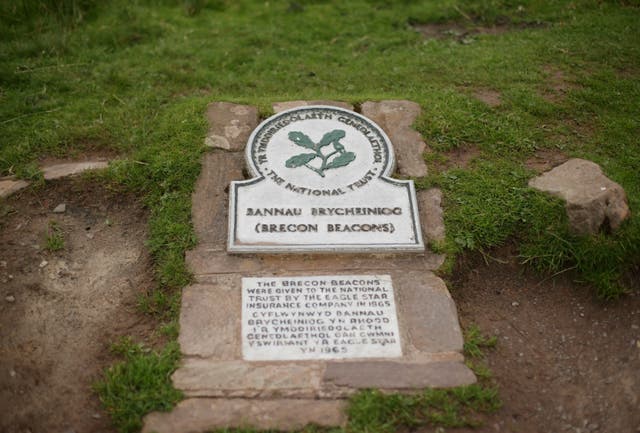 YR YMDDIRIEDOLAETH GENEDLAETHOL
THE NATIONAL TRUST
BANNAU BRYCHEINIOG
(BRECON BEACONS)
THE BRECON BEACONS
WERE GIVEN TO THE NATIONAL
TRUST BY THE EAGLE STAR
INSURANCE COMPANY IN 1965
CYFLWYNWYD BANNAU
BRYCHEINIOG YN RHODD
I'R YMDDIRIEDOLAETH
GENEDLAETHOL GAN GWMNI
YSWIRIANT YR EAGLE STAR
YN 1965